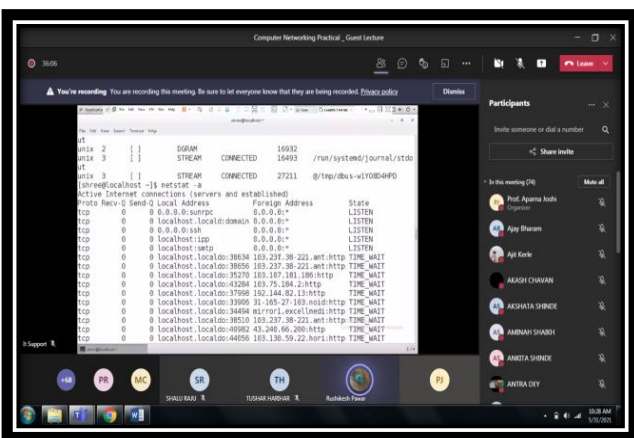 Computer Networking Practical _ Guest Lecture
36:06
Leave
You're recording You are recording this meeting. Be sure to let everyone know that they are being recorded. Privacy policy
Dismiss
File Edit View Search Terminal Help
ut
unix 2 [ ] DGRAM 16932
unix 3 [ ] STREAM CONNECTED 16493 /run/systemd/journal/stdo
ut
unix 3 [ ] STREAM CONNECTED 27211 @/tmp/dbus-w1YO8D4HPD
[shree@localhost ~]$ netstat -a
Active Internet connections (servers and established)
Proto Recv-Q Send-Q Local Address Foreign Address State
tcp 0 0 0.0.0.0:sunrpc 0.0.0.0:* LISTEN
tcp 0 0 localhost.locald:domain 0.0.0.0:* LISTEN
tcp 0 0 0.0.0.0:ssh 0.0.0.0:* LISTEN
tcp 0 0 localhost:ipp 0.0.0.0:* LISTEN
tcp 0 0 localhost:smtp 0.0.0.0:* LISTEN
tcp 0 0 localhost.localdo:38634 103.237.38-221.ant:http TIME_WAIT
tcp 0 0 localhost.localdo:38656 103.237.38-221.ant:http TIME_WAIT
tcp 0 0 localhost.localdo:35270 103.107.181.186:http TIME_WAIT
tcp 0 0 localhost.localdo:43284 103.75.184.2:http TIME_WAIT
tcp 0 0 localhost.localdo:37998 192.144.82.13:http TIME_WAIT
tcp 0 0 localhost.localdo:33906 31-165-27-103.noid:http TIME_WAIT
tcp 0 0 localhost.localdo:34494 mirror1.excellnedi:http TIME_WAIT
tcp 0 0 localhost.localdo:38510 103.237.38-221.ant:http TIME_WAIT
tcp 0 0 localhost.localdo:40982 43.240.66.200:http TIME_WAIT
tcp 0 0 localhost.localdo:44056 103.130.59.22.hori:http TIME_WAIT
1/4
It Support
Participants
Invite someone or dial a number
Share invite
In this meeting (74)
Mute all
Prof. Aparna Joshi
Organizer
Ajay Bharam
Ajit Kerle
AKASH CHAVAN
AKSHATA SHINDE
AMINAH SHAIKH
ANKITA SHINDE
ANTRA DEY
+68
PR
MC
SR
SHALU RAJU
TH
TUSHAR HARIHAR
Rushikesh Pawar
PJ
10:28 AM
5/31/2021